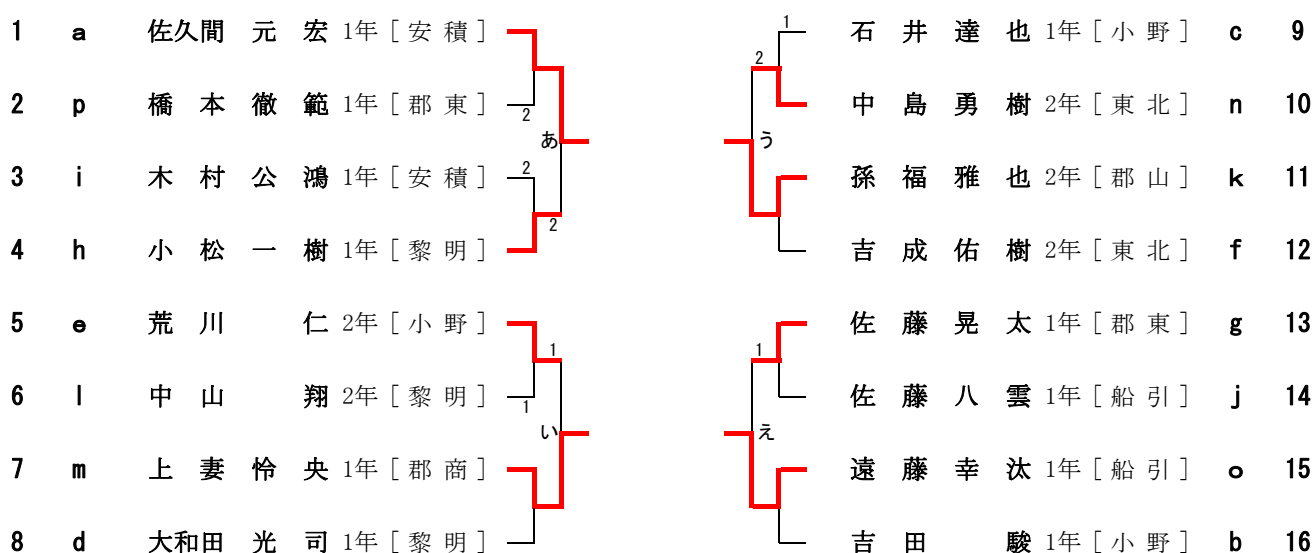 1 a 佐久間 元 宏 1年 [ 安 積 ] 1 石 井 達 也 1年 [ 小 野 ] c 9
2
2 p 橋 本 徹 範 1年 [ 郡 東 ] 2 中 島 勇 樹 2年 [ 東 北 ] n 10
あ う
3 i 木 村 公 鴻 1年 [ 安 積 ] 2 孫 福 雅 也 2年 [ 郡 山 ] k 11
2
4 h 小 松 一 樹 1年 [ 黎 明 ] 吉 成 佑 樹 2年 [ 東 北 ] f 12
5 e 荒 川 仁 2年 [ 小 野 ] 佐 藤 晃 太 1年 [ 郡 東 ] g 13
1 1
6 l 中 山 翔 2年 [ 黎 明 ] 1 佐 藤 八 雲 1年 [ 船 引 ] j 14
い え
7 m 上 妻 怜 央 1年 [ 郡 商 ] 遠 藤 幸 汰 1年 [ 船 引 ] o 15
8 d 大和田 光 司 1年 [ 黎 明 ] 吉 田 駿 1年 [ 小 野 ] b 16